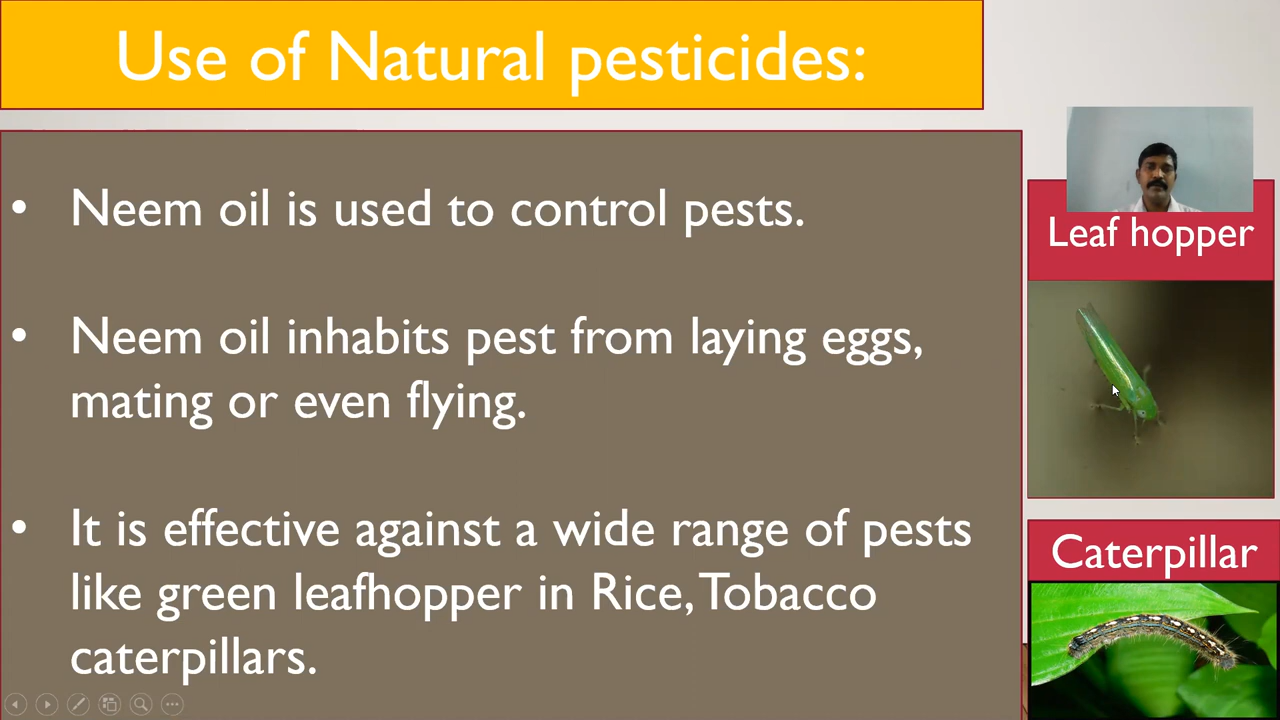 Use of Natural pesticides:
• Neem oil is used to control pests.
• Neem oil inhabits pest from laying eggs,
mating or even flying.
• It is effective against a wide range of pests
like green leafhopper in Rice, Tobacco
caterpillars.
Leaf hopper
Caterpillar